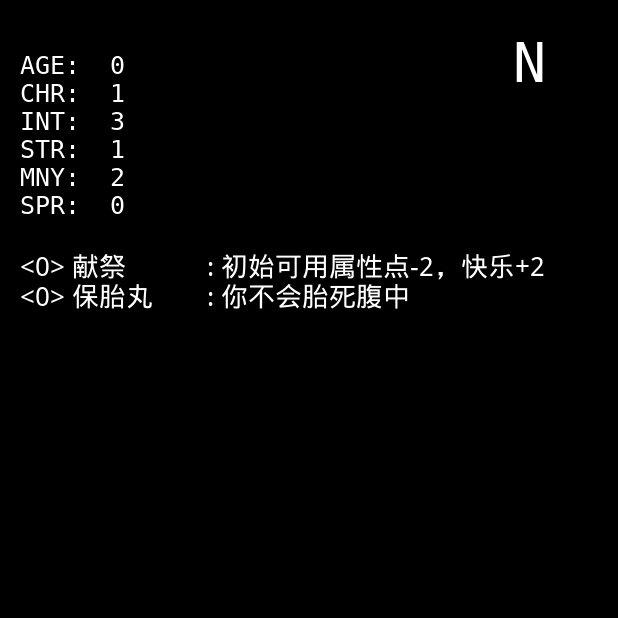 N
AGE: 0
CHR: 1
INT: 3
STR: 1
MNY: 2
SPR: 0
<O> 献祭 : 初始可用属性点-2，快乐+2
<O> 保胎丸 : 你不会胎死腹中